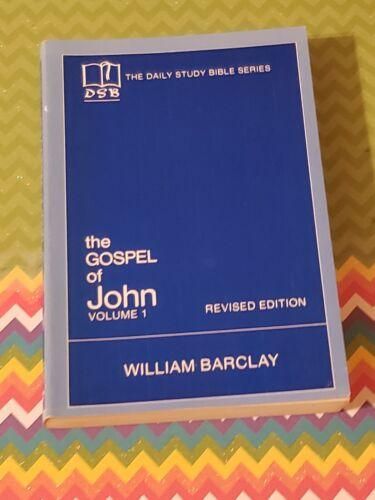 DSB
THE DAILY STUDY BIBLE SERIES
the
GOSPEL
of
John
VOLUME 1
REVISED EDITION
WILLIAM BARCLAY